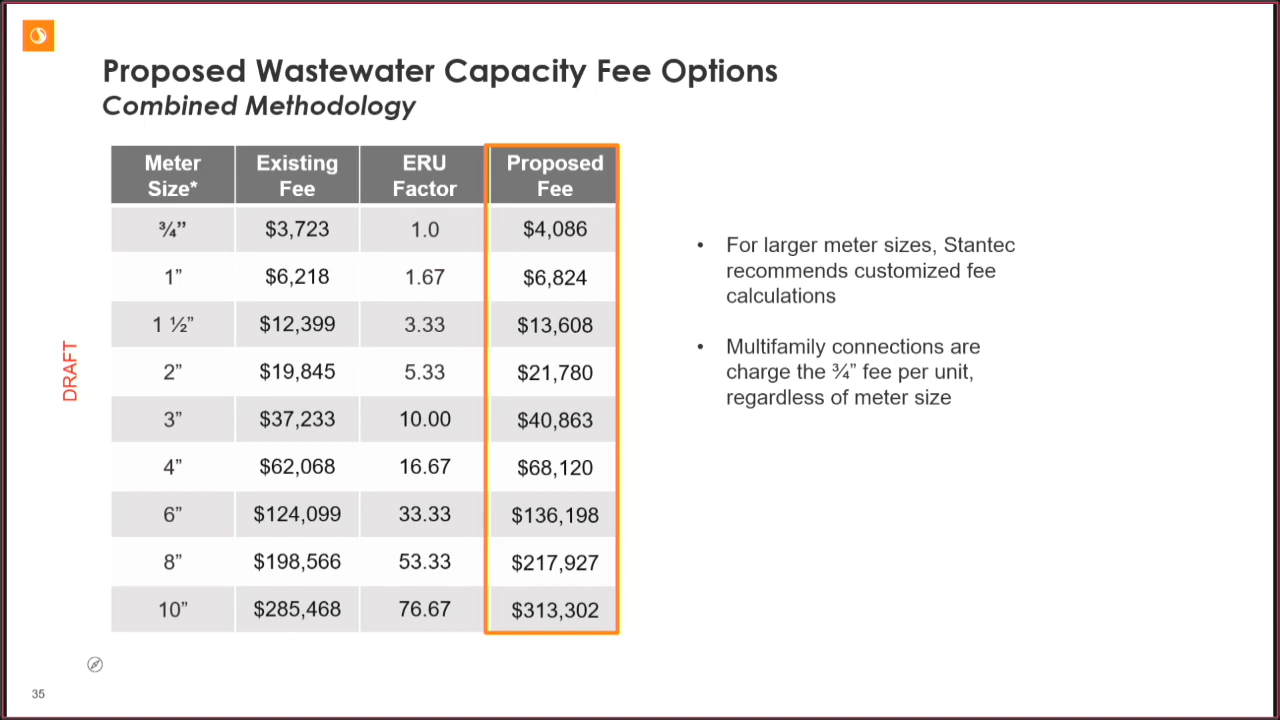 Proposed Wastewater Capacity Fee Options
Combined Methodology
Meter Size* Existing Fee ERU Factor Proposed Fee
¾” $3,723 1.0 $4,086
1” $6,218 1.67 $6,824
1 ½” $12,399 3.33 $13,608
2” $19,845 5.33 $21,780
3” $37,233 10.00 $40,863
4” $62,068 16.67 $68,120
6” $124,099 33.33 $136,198
8” $198,566 53.33 $217,927
10” $285,468 76.67 $313,302
• For larger meter sizes, Stantec
recommends customized fee
calculations
• Multifamily connections are
charge the ¾” fee per unit,
regardless of meter size
DRAFT
35